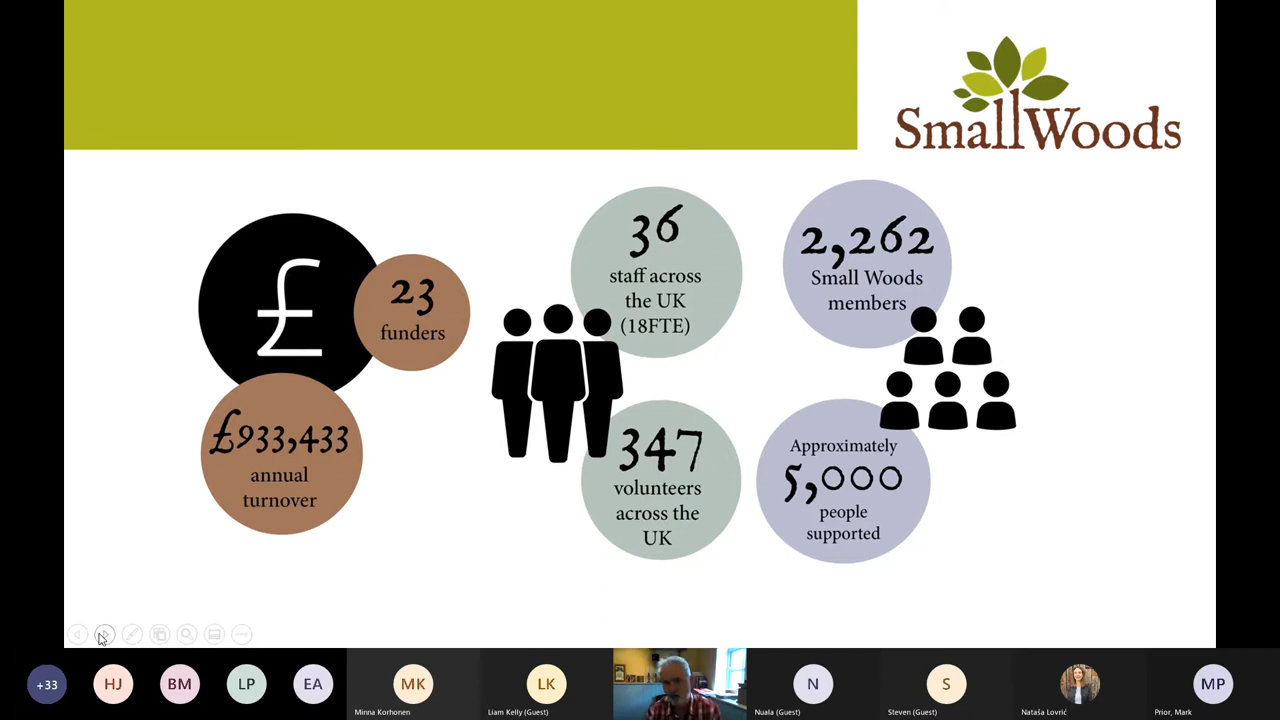 SmallWoods
£
23
funders
£933,433
annual
turnover
36
staff across
the UK
(18FTE)
347
volunteers
across the
UK
2,262
Small Woods
members
Approximately
5,000
people
supported
+33
HJ
BM
LP
EA
MK
Minna Korhonen
LK
Liam Kelly (Guest)
N
Nuala (Guest)
S
Steven (Guest)
Nataša Lovrić
MP
Prior, Mark